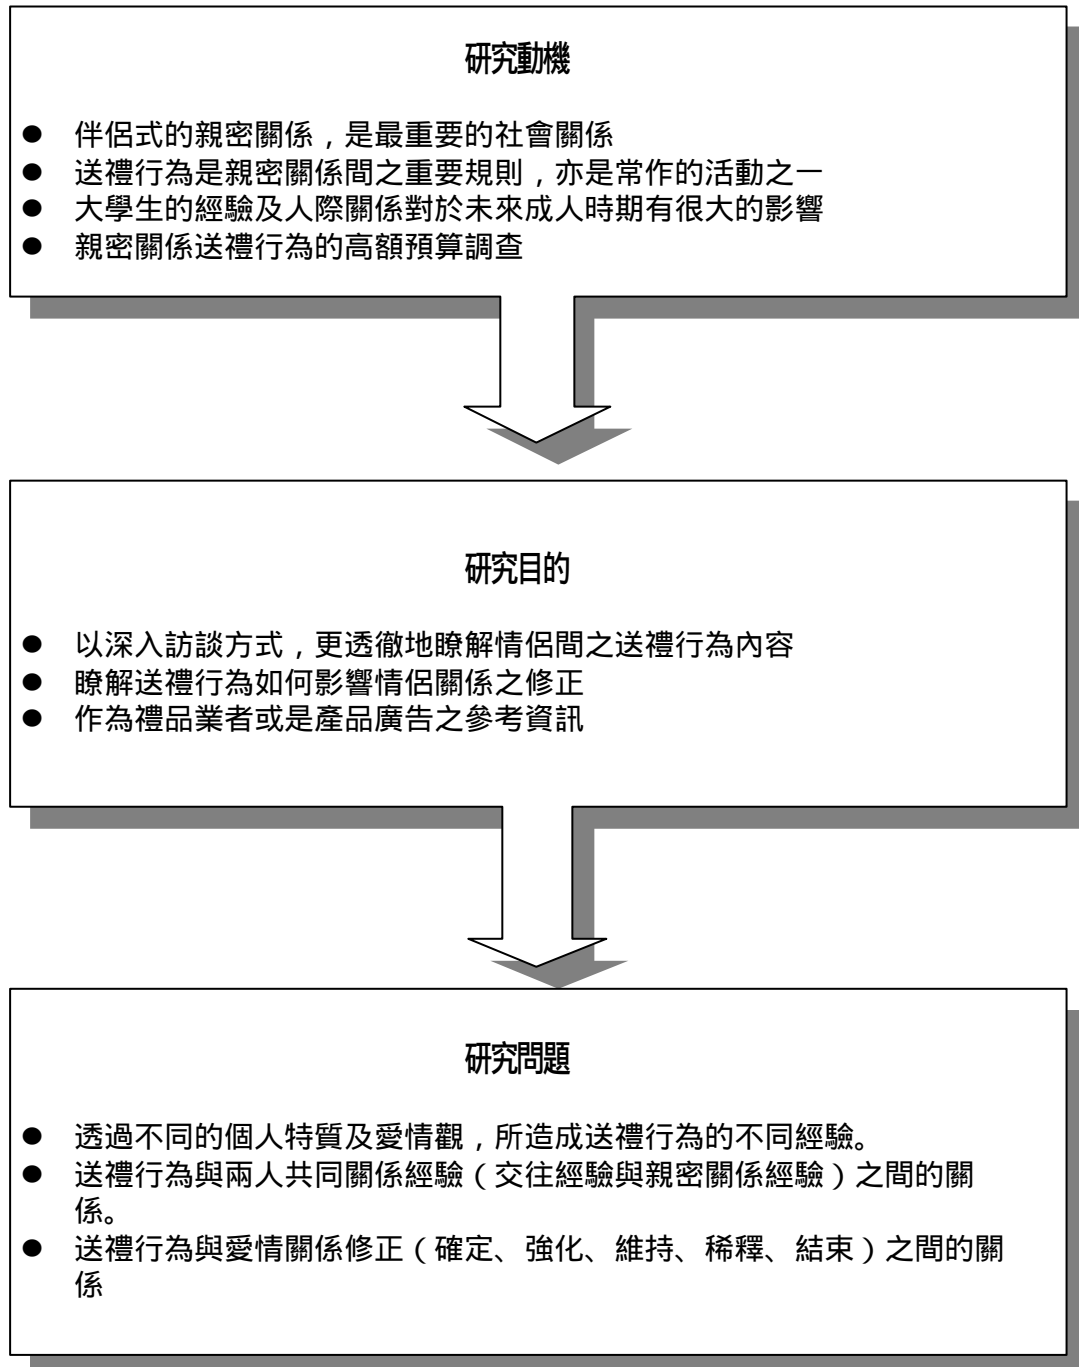 研究動機
● 伴侶式的親密關係，是最重要的社會關係
● 送禮行為是親密關係間之重要規則，亦是常作的活動之一
● 大學生的經驗及人際關係對於未來成人時期有很大的影響
● 親密關係送禮行為的高額預算調查
研究目的
● 以深入訪談方式，更透徹地瞭解情侶間之送禮行為內容
● 瞭解送禮行為如何影響情侶關係之修正
● 作為禮品業者或是產品廣告之參考資訊
研究問題
● 透過不同的個人特質及愛情觀，所造成送禮行為的不同經驗。
● 送禮行為與兩人共同關係經驗（交往經驗與親密關係經驗）之間的關
係。
● 送禮行為與愛情關係修正（確定、強化、維持、稀釋、結束）之間的關
係